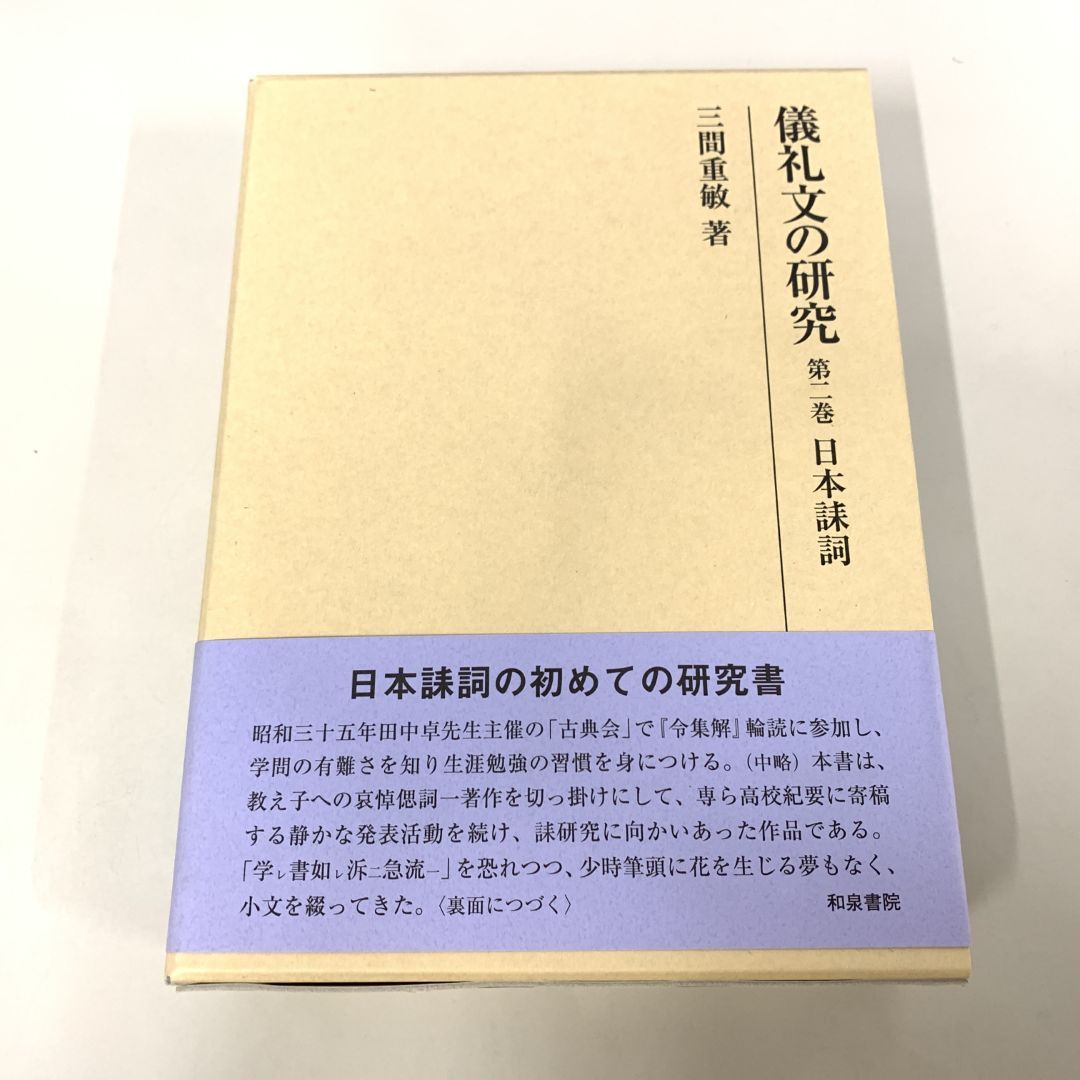 儀礼文の研究 第二巻 日本誄詞
三間重敏 著
日本誄詞の初めての研究書
昭和三十五年田中卓先生主催の「古典会」で『令集解』輪読に参加し、
学問の有難さを知り生涯勉強の習慣を身につける。（中略）本書は、
教え子への哀悼偲詞一著作を切っ掛けにして、専ら高校紀要に寄稿
する静かな発表活動を続け、誄研究に向かいあった作品である。
「学レ書如レ泝二急流一」を恐れつつ、少時筆頭に花を生じる夢もなく、
小文を綴ってきた。〈裏面につづく〉
和泉書院